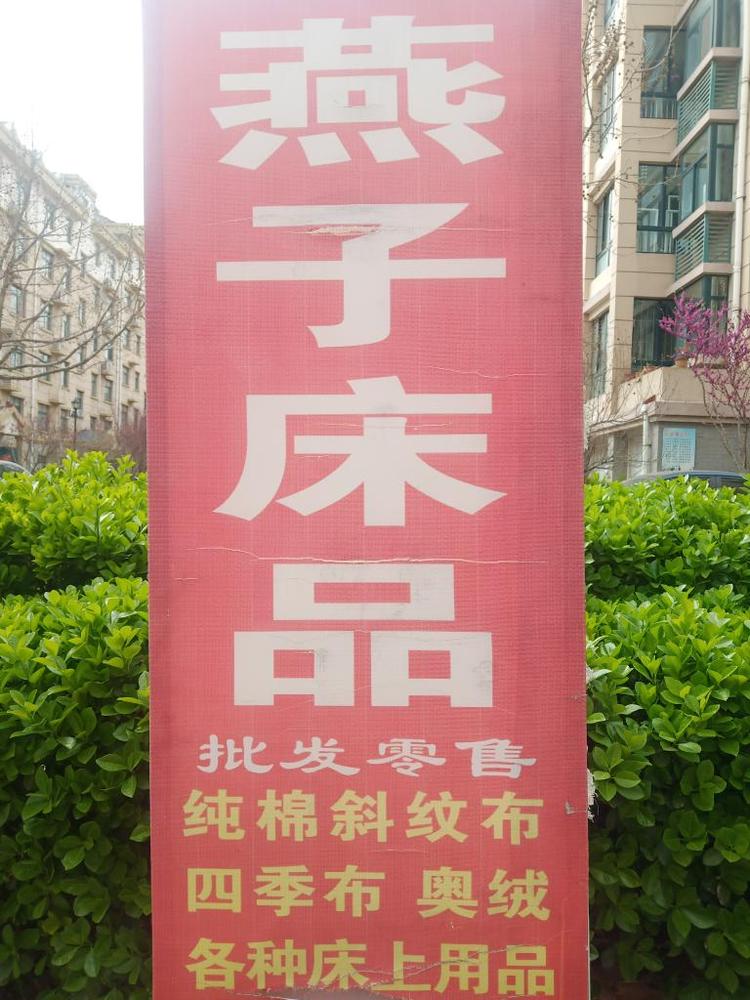 燕子床品
批发零售
纯棉斜纹布
四季布 奥绒
各种床上用品